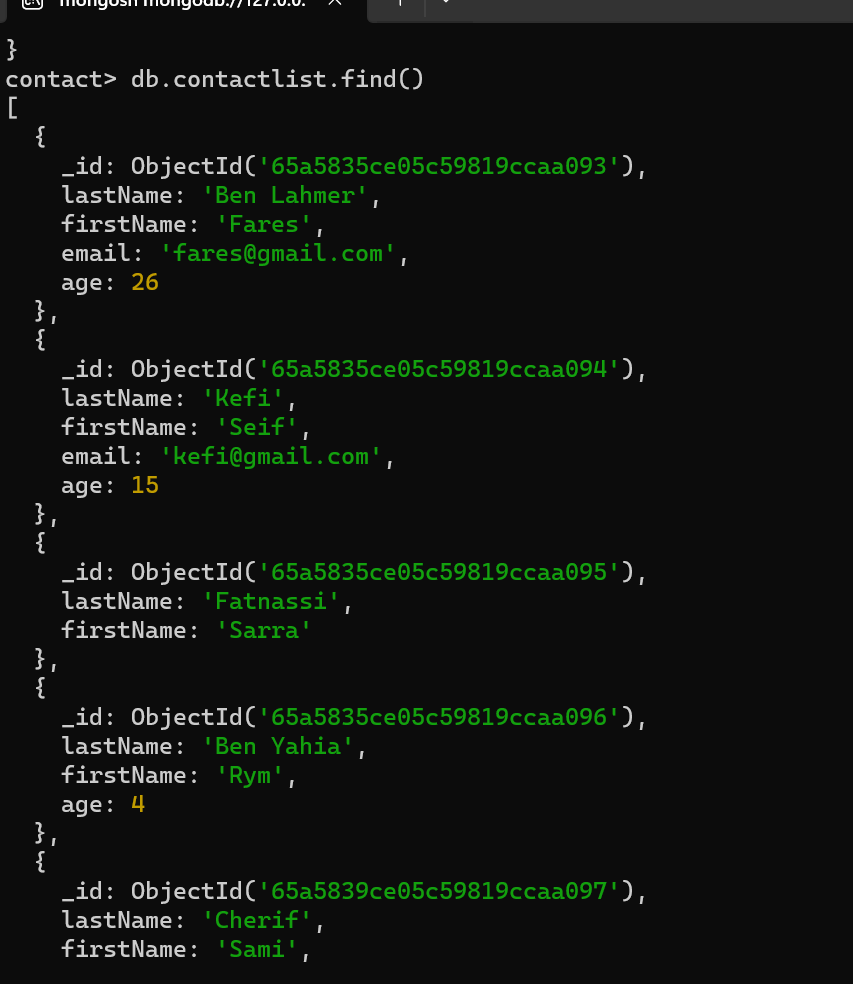 mongosh mongodb://127.0.0.
}
contact> db.contactlist.find()
[
  {
    _id: ObjectId('65a5835ce05c59819ccaa093'),
    lastName: 'Ben Lahmer',
    firstName: 'Fares',
    email: 'fares@gmail.com',
    age: 26
  },
  {
    _id: ObjectId('65a5835ce05c59819ccaa094'),
    lastName: 'Kefi',
    firstName: 'Seif',
    email: 'kefi@gmail.com',
    age: 15
  },
  {
    _id: ObjectId('65a5835ce05c59819ccaa095'),
    lastName: 'Fatnassi',
    firstName: 'Sarra'
  },
  {
    _id: ObjectId('65a5835ce05c59819ccaa096'),
    lastName: 'Ben Yahia',
    firstName: 'Rym',
    age: 4
  },
  {
    _id: ObjectId('65a5839ce05c59819ccaa097'),
    lastName: 'Cherif',
    firstName: 'Sami',